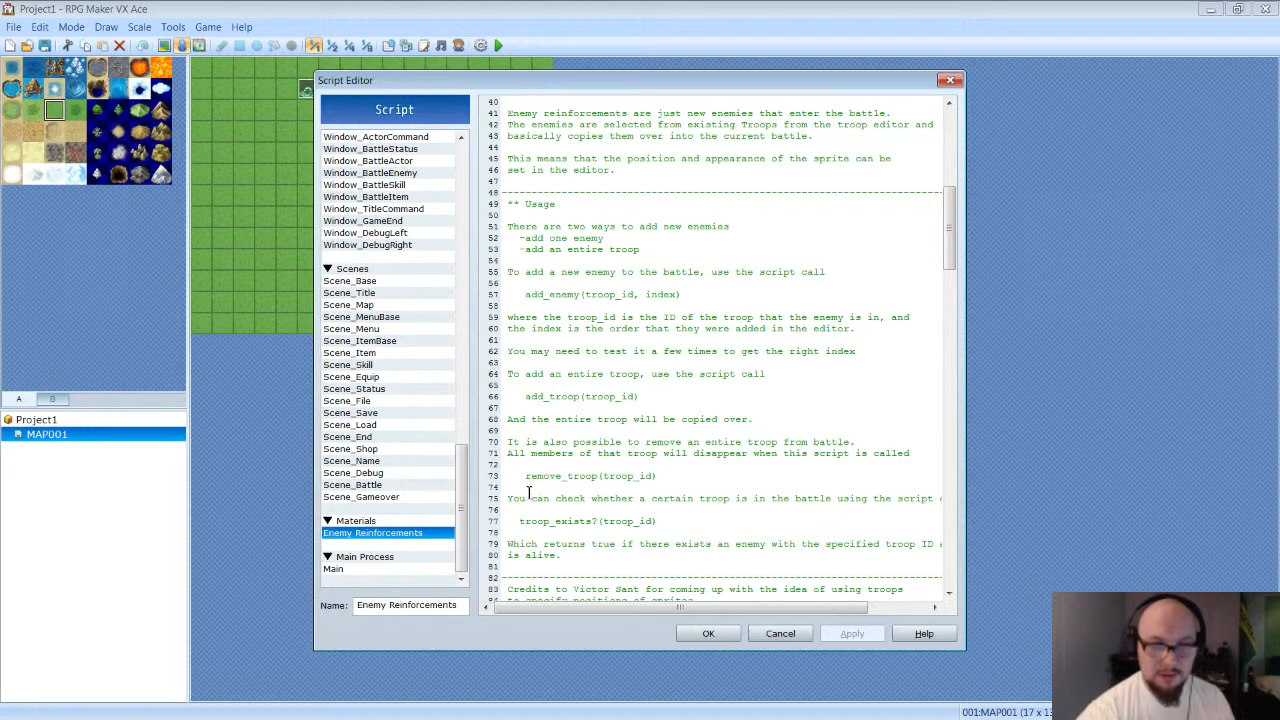 Project1 - RPG Maker VX Ace
File Edit Mode Draw Scale Tools Game Help
Script Editor
Script
Window_ActorCommand
Window_BattleStatus
Window_BattleActor
Window_BattleEnemy
Window_BattleSkill
Window_BattleItem
Window_TitleCommand
Window_GameEnd
Window_DebugLeft
Window_DebugRight
▼ Scenes
Scene_Base
Scene_Title
Scene_Map
Scene_MenuBase
Scene_Menu
Scene_ItemBase
Scene_Item
Scene_Skill
Scene_Equip
Scene_Status
Scene_File
Scene_Save
Scene_Load
Scene_End
Scene_Shop
Scene_Name
Scene_Debug
Scene_Battle
Scene_Gameover
▼ Materials
Enemy Reinforcements
▼ Main Process
Main
Name: Enemy Reinforcements
40
41 Enemy reinforcements are just new enemies that enter the battle.
42 The enemies are selected from existing Troops from the troop editor and
43 basically copies them over into the current battle.
44
45 This means that the position and appearance of the sprite can be
46 set in the editor.
47
48 --------------------------------------------------------------------------
49 ** Usage
50
51 There are two ways to add new enemies
52 -add one enemy
53 -add an entire troop
54
55 To add a new enemy to the battle, use the script call
56
57 add_enemy(troop_id, index)
58
59 where the troop_id is the ID of the troop that the enemy is in, and
60 the index is the order that they were added in the editor.
61
62 You may need to test it a few times to get the right index
63
64 To add an entire troop, use the script call
65
66 add_troop(troop_id)
67
68 And the entire troop will be copied over.
69
70 It is also possible to remove an entire troop from battle.
71 All members of that troop will disappear when this script is called
72
73 remove_troop(troop_id)
74
75 You can check whether a certain troop is in the battle using the script c
76
77 troop_exists?(troop_id)
78
79 Which returns true if there exists an enemy with the specified troop ID a
80 is alive.
81
82 --------------------------------------------------------------------------
83 Credits to Victor Sant for coming up with the idea of using troops
84 to specify positions of sprites
OK Cancel Apply Help
A B
Project1
MAP001